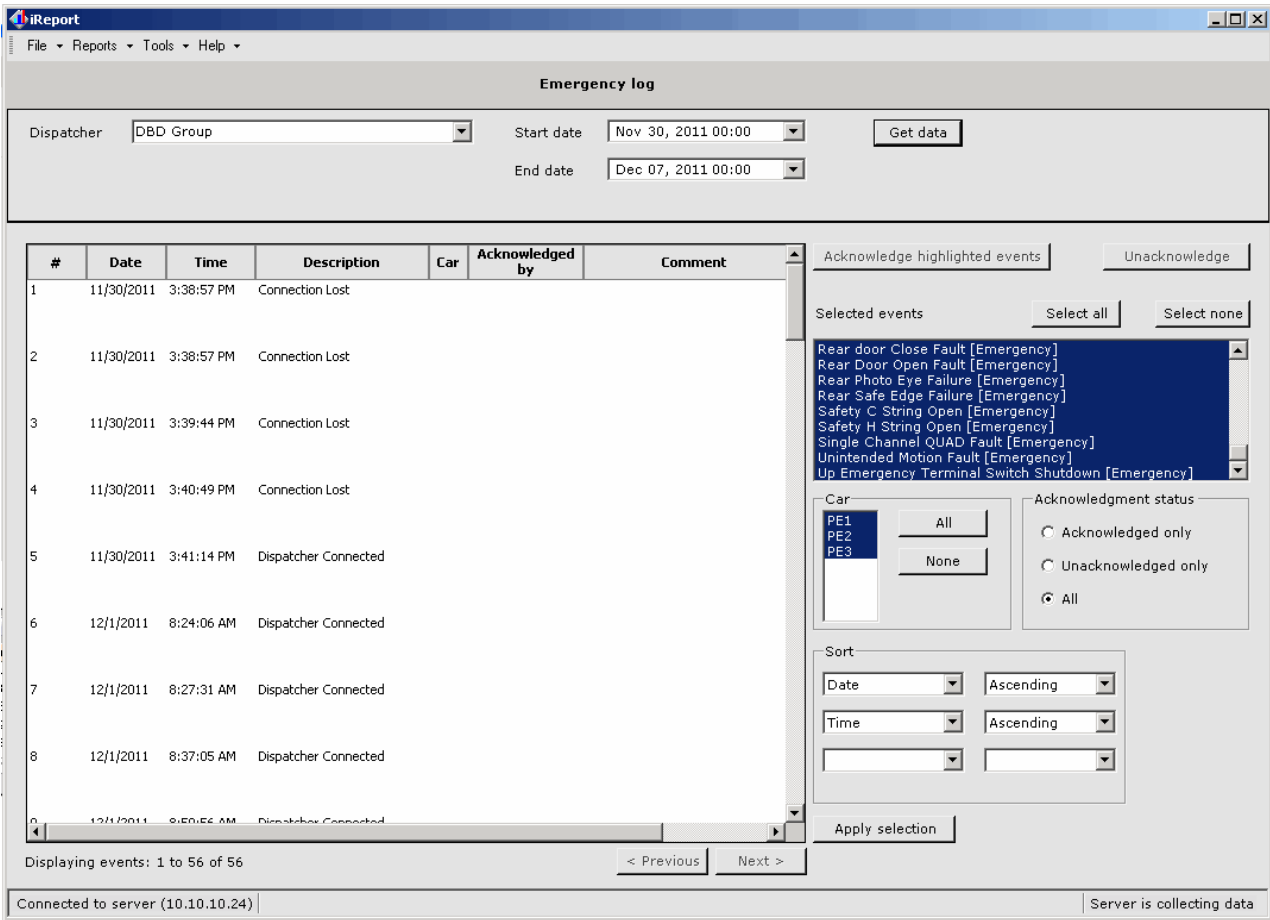 iReport
File Reports Tools Help
Emergency log
Dispatcher DBD Group Start date Nov 30, 2011 00:00 Get data
End date Dec 07, 2011 00:00
# Date Time Description Car Acknowledged by Comment
1 11/30/2011 3:38:57 PM Connection Lost
2 11/30/2011 3:38:57 PM Connection Lost
3 11/30/2011 3:39:44 PM Connection Lost
4 11/30/2011 3:40:49 PM Connection Lost
5 11/30/2011 3:41:14 PM Dispatcher Connected
6 12/1/2011 8:24:06 AM Dispatcher Connected
7 12/1/2011 8:27:31 AM Dispatcher Connected
8 12/1/2011 8:37:05 AM Dispatcher Connected
9 12/1/2011 8:50:56 AM Dispatcher Connected
Displaying events: 1 to 56 of 56
< Previous Next >
Acknowledge highlighted events Unacknowledge
Selected events Select all Select none
Rear door Close Fault [Emergency]
Rear Door Open Fault [Emergency]
Rear Photo Eye Failure [Emergency]
Rear Safe Edge Failure [Emergency]
Safety C String Open [Emergency]
Safety H String Open [Emergency]
Single Channel QUAD Fault [Emergency]
Unintended Motion Fault [Emergency]
Up Emergency Terminal Switch Shutdown [Emergency]
Car
PE1
PE2
PE3
All
None
Acknowledgment status
Acknowledged only
Unacknowledged only
All
Sort
Date Ascending
Time Ascending
Apply selection
Connected to server (10.10.10.24) Server is collecting data